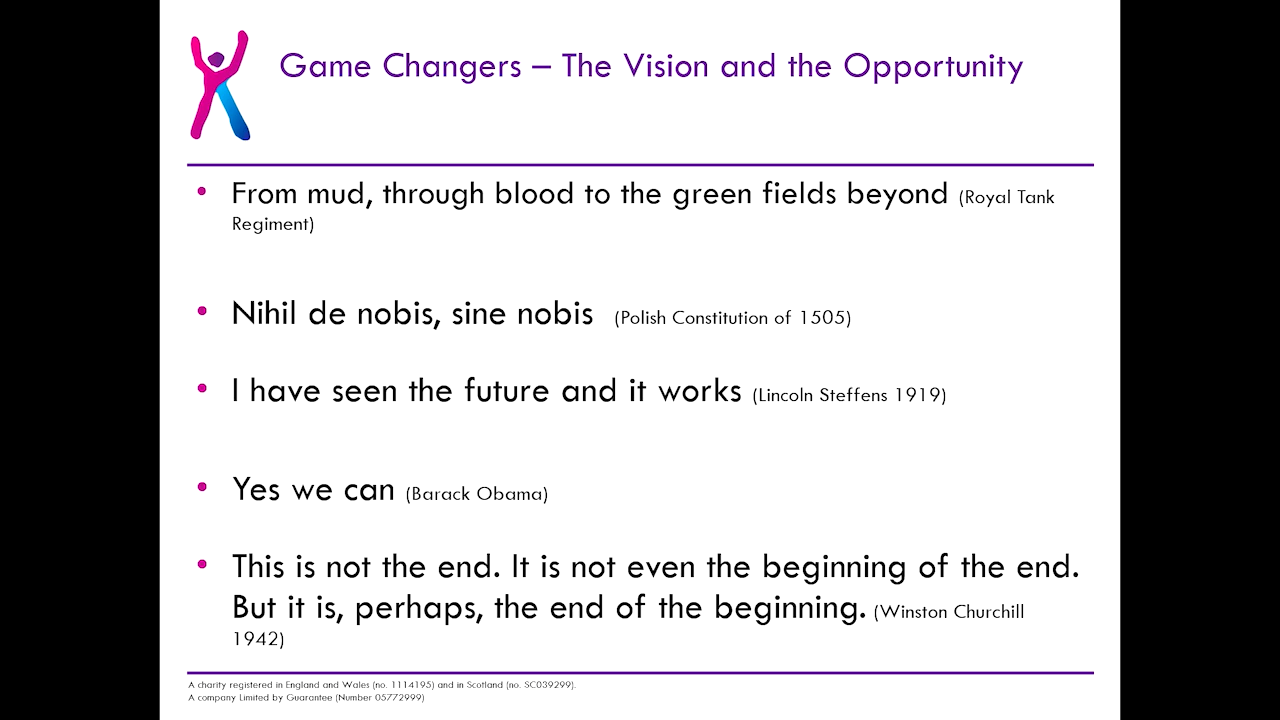 Game Changers – The Vision and the Opportunity
• From mud, through blood to the green fields beyond (Royal Tank
Regiment)
• Nihil de nobis, sine nobis (Polish Constitution of 1505)
• I have seen the future and it works (Lincoln Steffens 1919)
• Yes we can (Barack Obama)
• This is not the end. It is not even the beginning of the end.
But it is, perhaps, the end of the beginning. (Winston Churchill
1942)
A charity registered in England and Wales (no. 1114195) and in Scotland (no. SC039299).
A company Limited by Guarantee (Number 05772999)